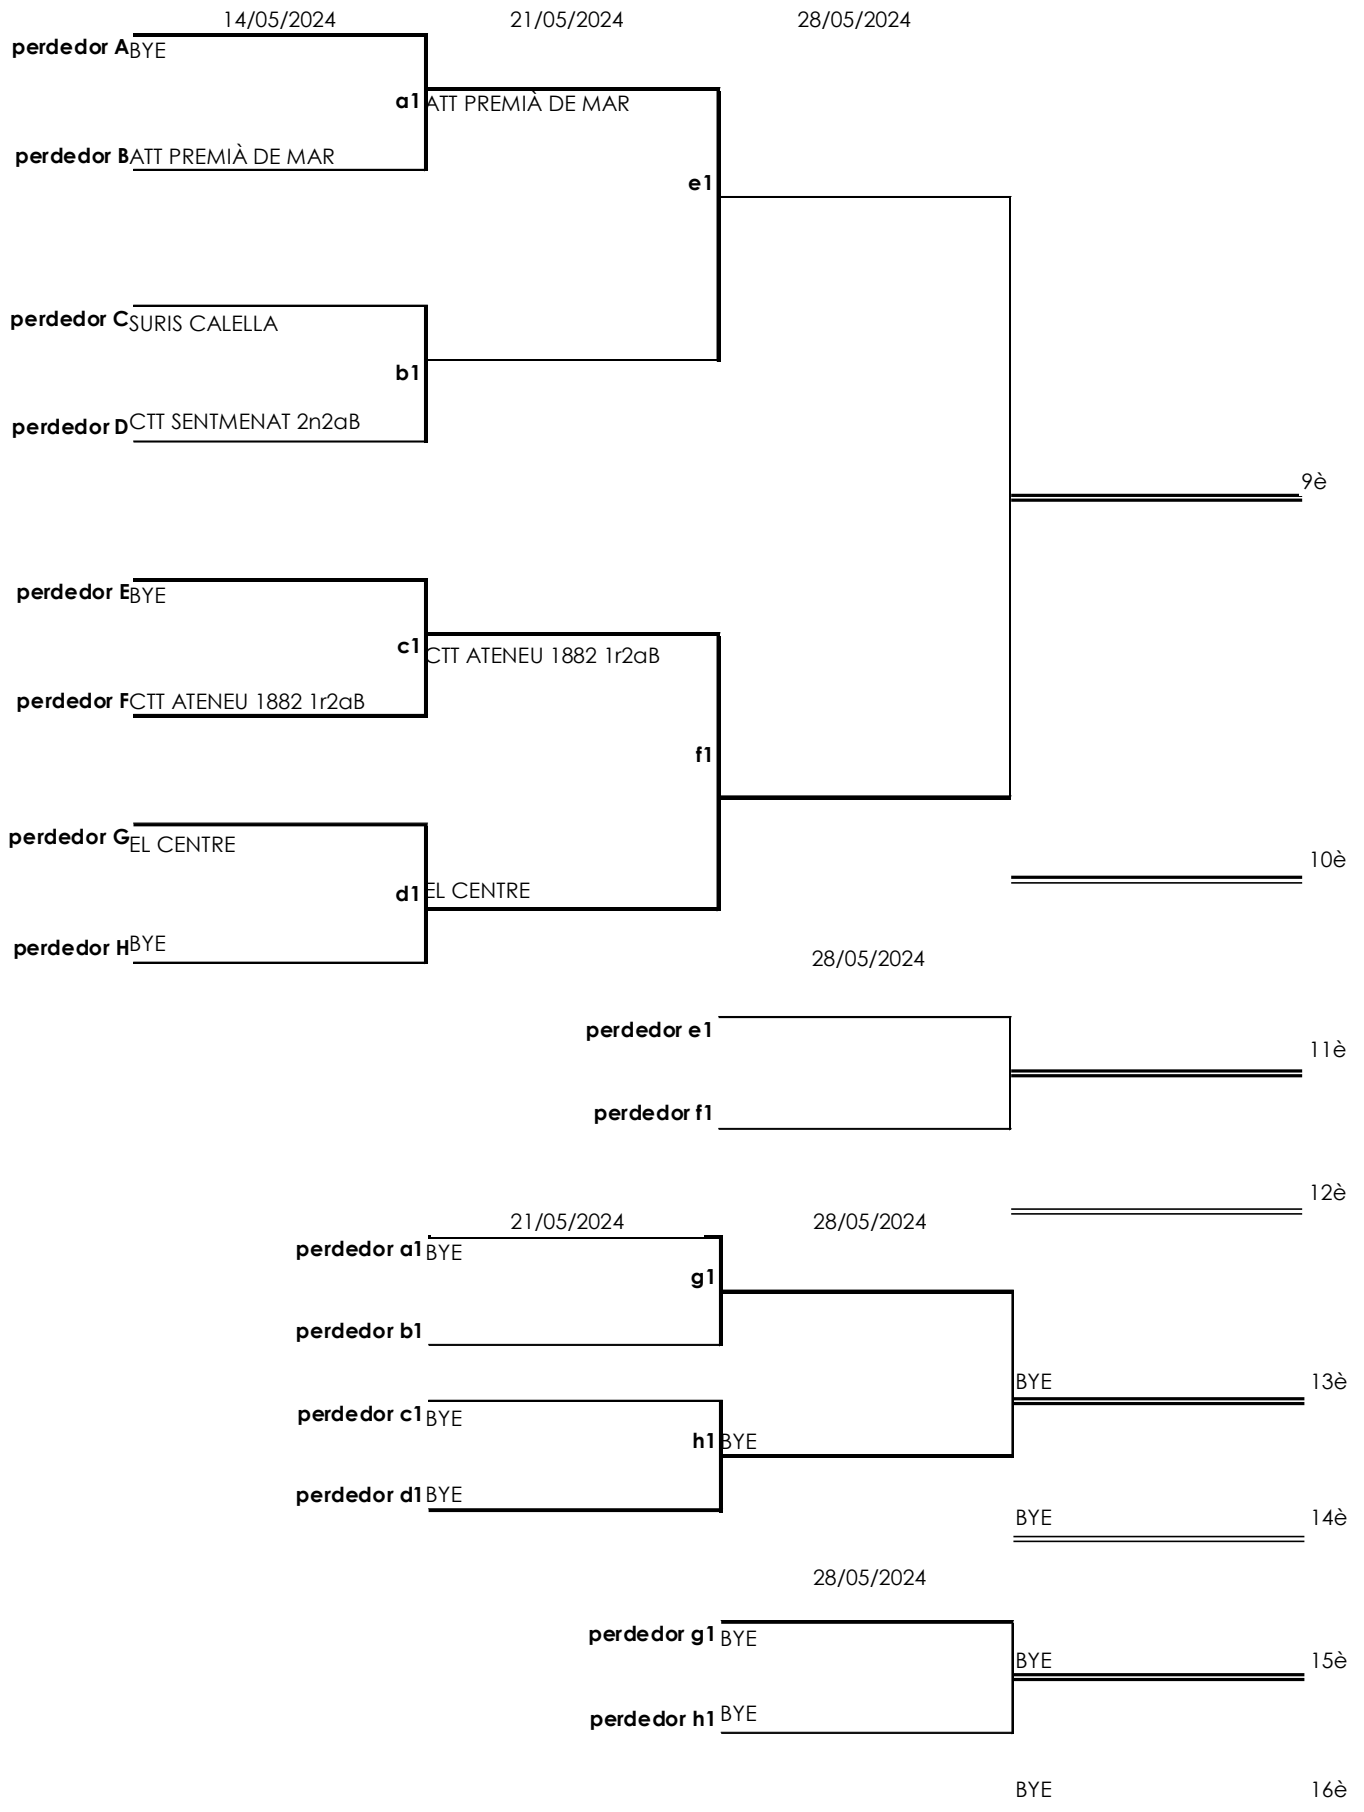 14/05/2024 21/05/2024 28/05/2024
perdedor A BYE
a1 ATT PREMIÀ DE MAR
perdedor B ATT PREMIÀ DE MAR
e1
perdedor C SURIS CALELLA
b1
perdedor D CTT SENTMENAT 2n2aB
9è
perdedor E BYE
c1 CTT ATENEU 1882 1r2aB
perdedor F CTT ATENEU 1882 1r2aB
f1
perdedor G EL CENTRE
10è
d1 EL CENTRE
perdedor H BYE
28/05/2024
perdedor e1
11è
perdedor f1
12è
21/05/2024 28/05/2024
perdedor a1 BYE
g1
perdedor b1
BYE 13è
perdedor c1 BYE
h1 BYE
perdedor d1 BYE
BYE 14è
28/05/2024
perdedor g1 BYE
BYE 15è
perdedor h1 BYE
BYE 16è